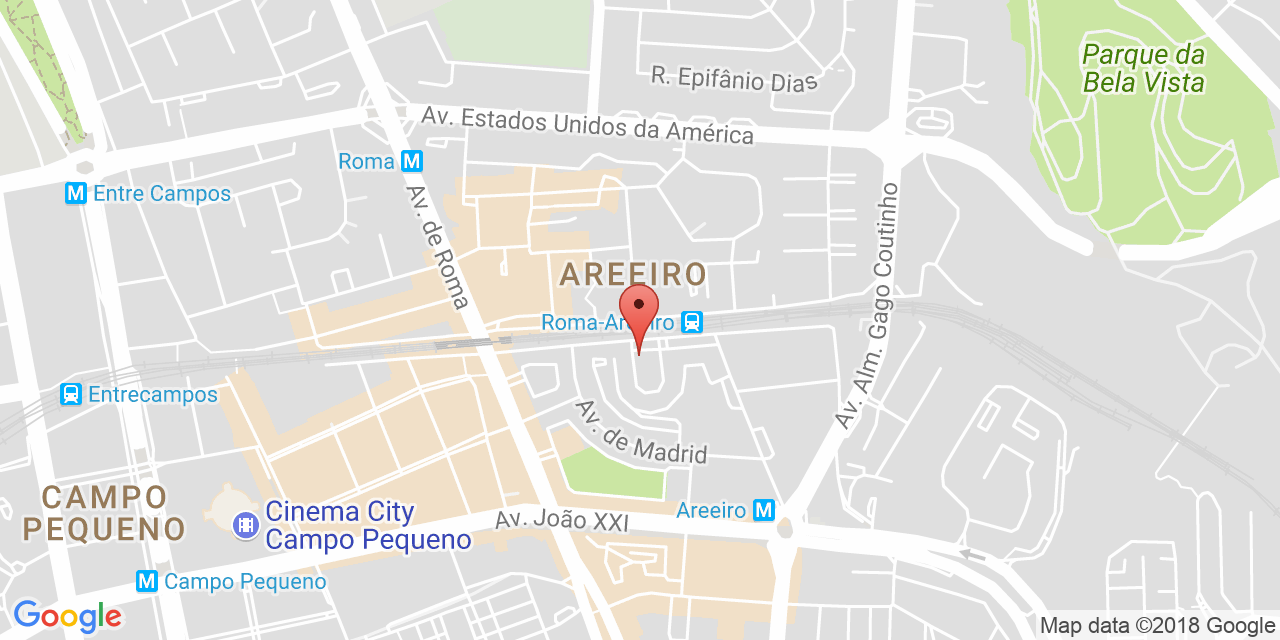 Parque da
Bela Vista
R. Epifânio Dias
Av. Estados Unidos da América
Roma M
M Entre Campos
Av. de Roma
Av. Alm. Gago Coutinho
AREEIRO
Roma-Areeiro
Entrecampos
Av. de Madrid
CAMPO
PEQUENO
Cinema City
Campo Pequeno
Areeiro M
Av. João XXI
M Campo Pequeno
Google
Map data ©2018 Google